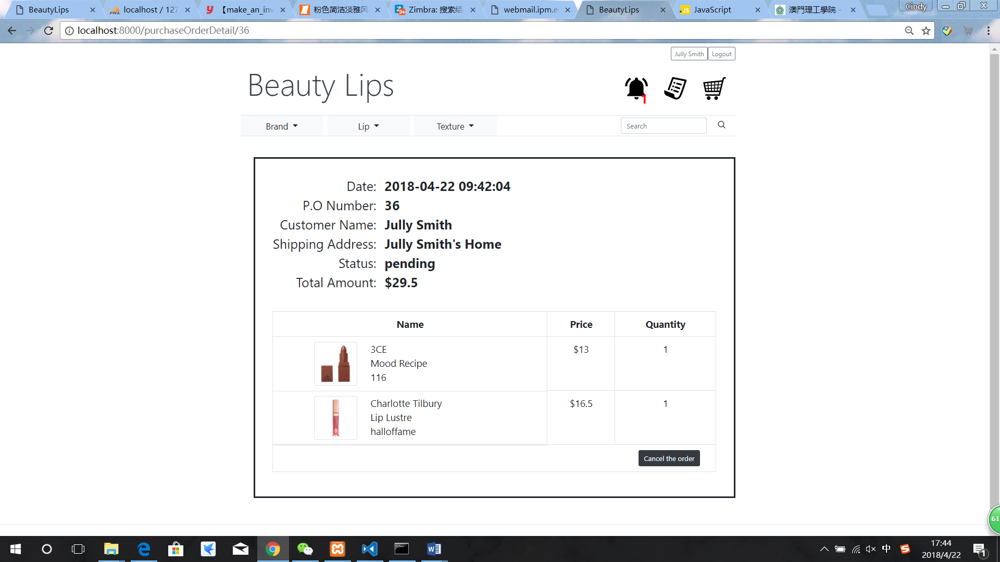 BeautyLips
localhost / 127
【make_an_inv
粉色简洁淡雅风
Zimbra: 搜索结
webmail.ipm.e
BeautyLips
JavaScript
澳門理工學院 -
Cindy
localhost:8000/purchaseOrderDetail/36
Jully Smith
Logout
Beauty Lips
1
Brand
Lip
Texture
Search
Date: 2018-04-22 09:42:04
P.O Number: 36
Customer Name: Jully Smith
Shipping Address: Jully Smith's Home
Status: pending
Total Amount: $29.5
Name Price Quantity
3CE $13 1
Mood Recipe
116
Charlotte Tilbury $16.5 1
Lip Lustre
halloffame
Cancel the order
61
中
17:44
2018/4/22
1